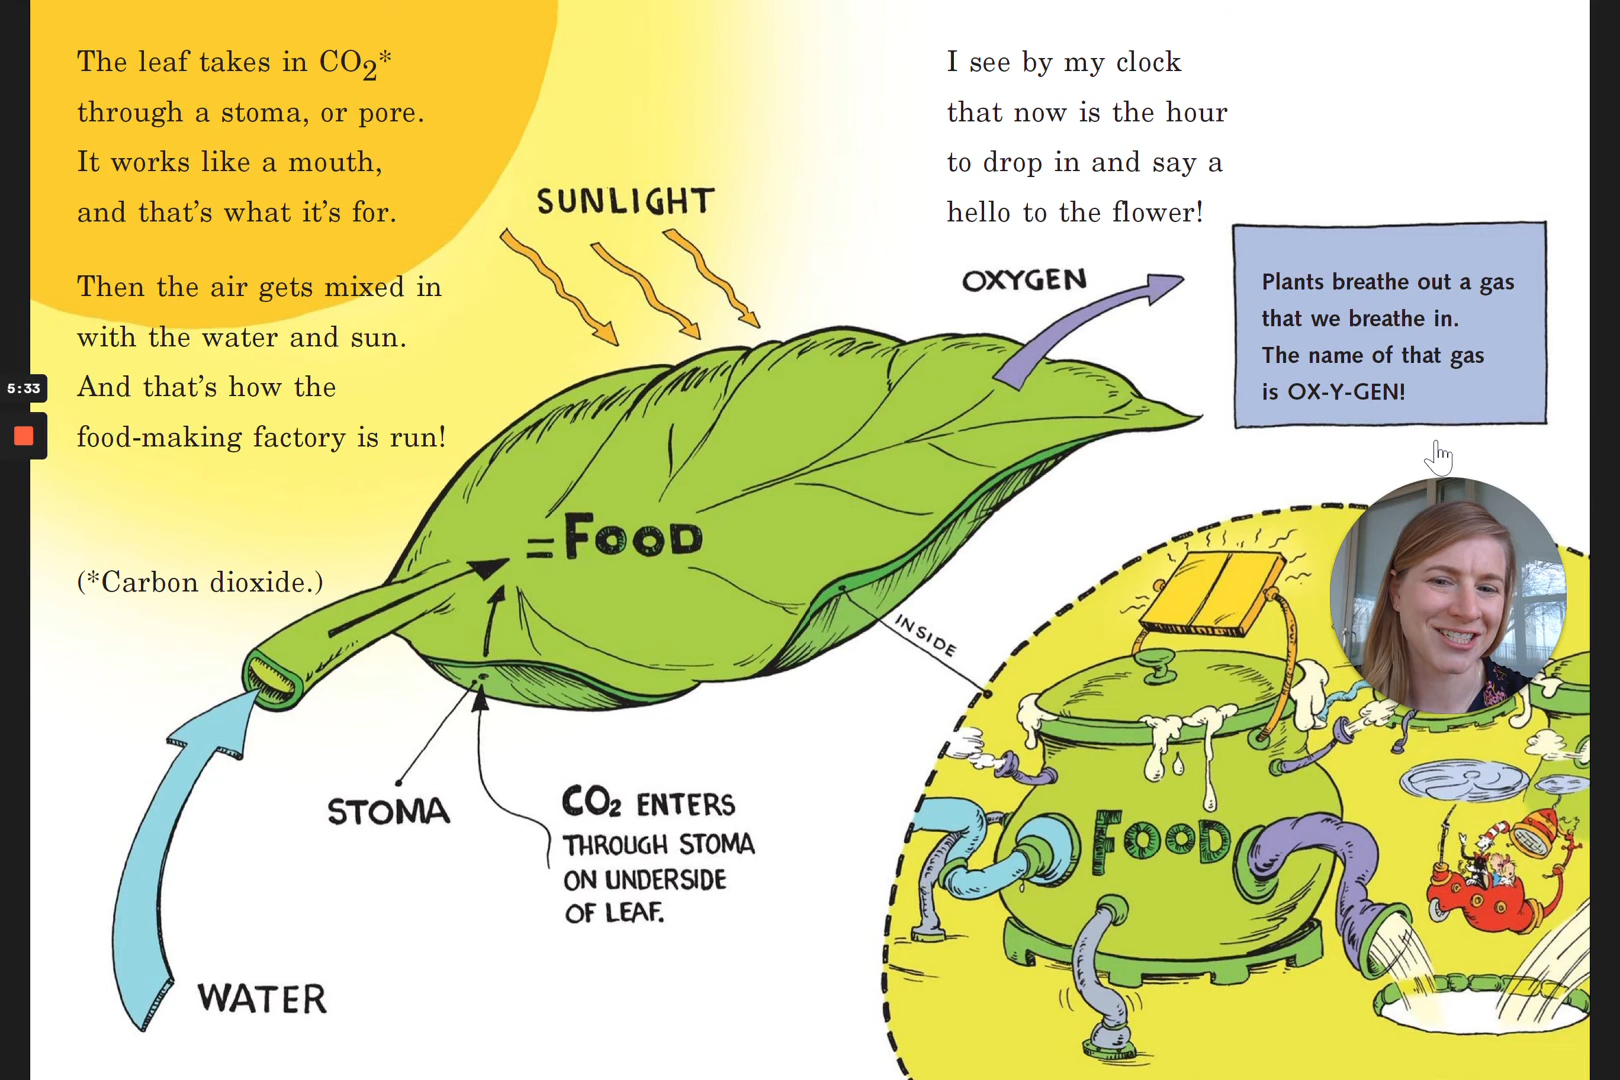 The leaf takes in CO₂*
through a stoma, or pore.
It works like a mouth,
and that's what it's for.
Then the air gets mixed in
with the water and sun.
And that's how the
food-making factory is run!
(*Carbon dioxide.)
5:33
SUNLIGHT
=FOOD
STOMA
CO₂ ENTERS
THROUGH STOMA
ON UNDERSIDE
OF LEAF.
WATER
I see by my clock
that now is the hour
to drop in and say a
hello to the flower!
OXYGEN
Plants breathe out a gas
that we breathe in.
The name of that gas
is OX-Y-GEN!
INSIDE
FOOD